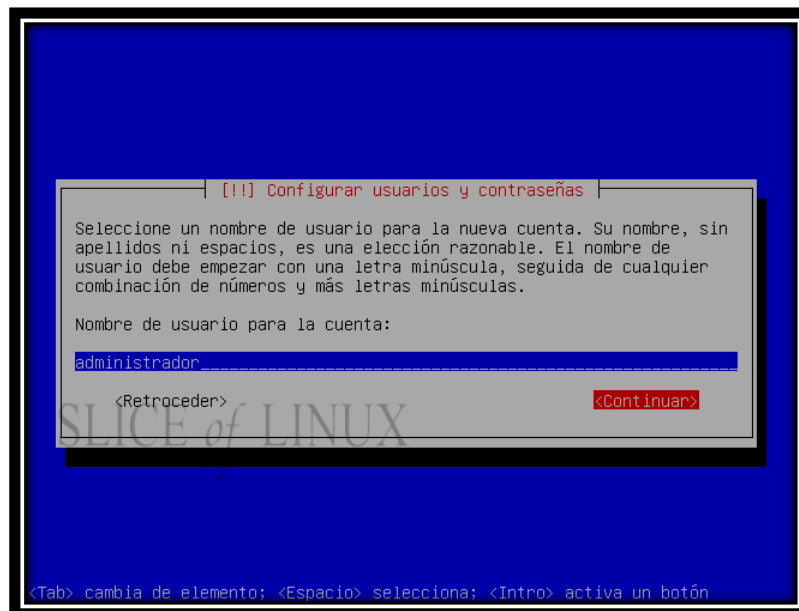 [!!] Configurar usuarios y contraseñas
Seleccione un nombre de usuario para la nueva cuenta. Su nombre, sin
apellidos ni espacios, es una elección razonable. El nombre de
usuario debe empezar con una letra minúscula, seguida de cualquier
combinación de números y más letras minúsculas.
Nombre de usuario para la cuenta:
administrador
<Retroceder> <Continuar>
SLICE of LINUX
<Tab> cambia de elemento; <Espacio> selecciona; <Intro> activa un botón